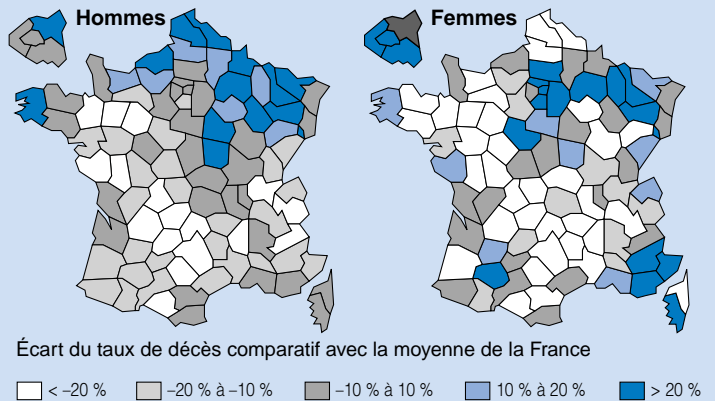 Hommes
Femmes
Écart du taux de décès comparatif avec la moyenne de la France
< –20 %
–20 % à –10 %
–10 % à 10 %
10 % à 20 %
> 20 %